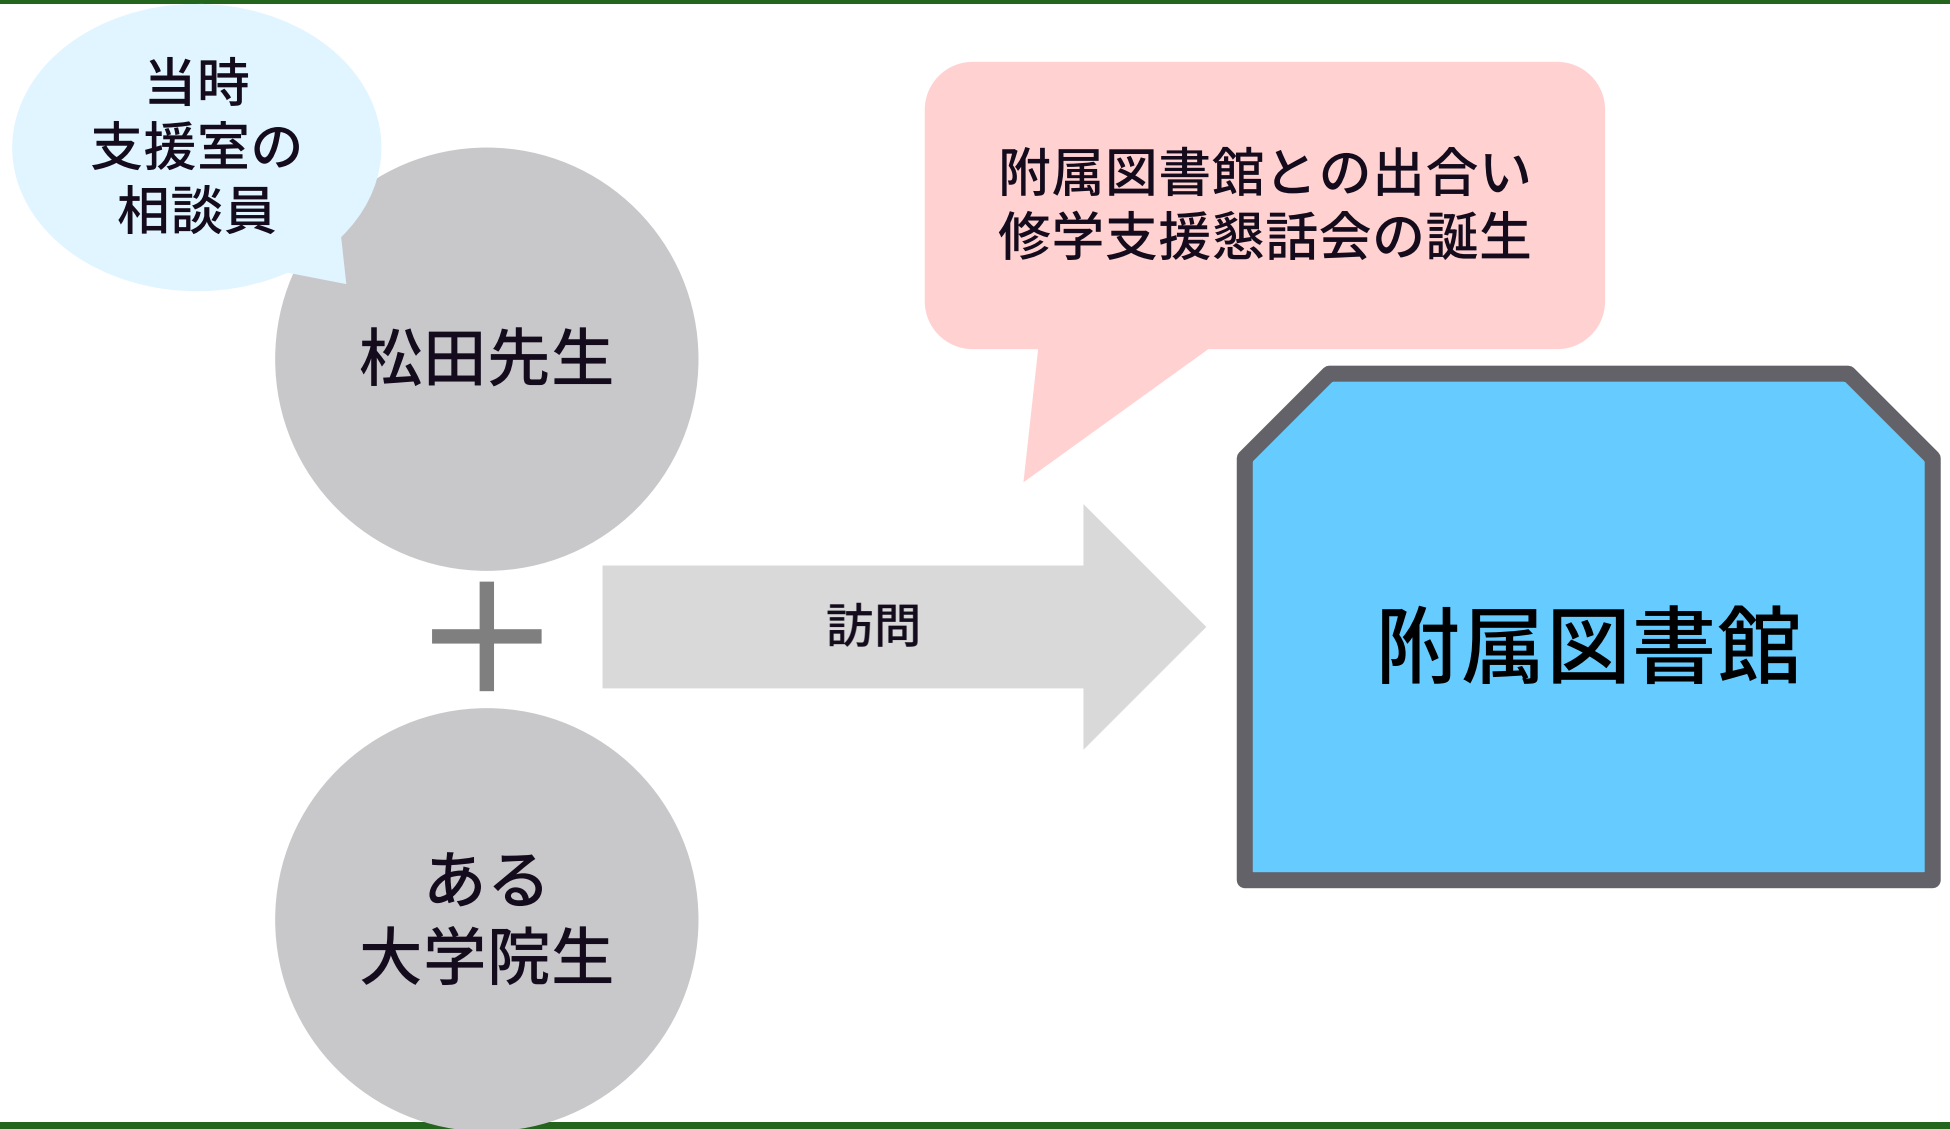 当時
支援室の
相談員
松田先生
ある
大学院生
訪問
附属図書館との出合い
修学支援懇話会の誕生
附属図書館